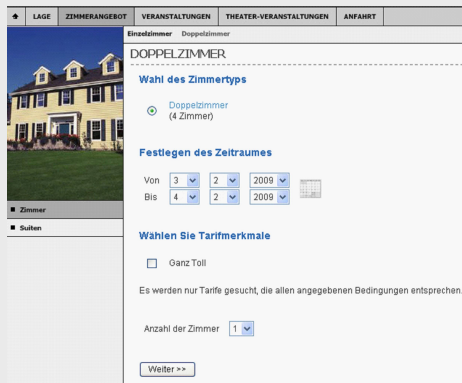 LAGE ZIMMERANGEBOT VERANSTALTUNGEN THEATER-VERANSTALTUNGEN ANFAHRT
Einzelzimmer Doppelzimmer
DOPPELZIMMER
Wahl des Zimmertyps
Doppelzimmer
(4 Zimmer)
Festlegen des Zeitraumes
Von 3 2 2009
Bis 4 2 2009
Zimmer
Suiten
Wählen Sie Tarifmerkmale
Ganz Toll
Es werden nur Tarife gesucht, die allen angegebenen Bedingungen entsprechen.
Anzahl der Zimmer 1
Weiter >>